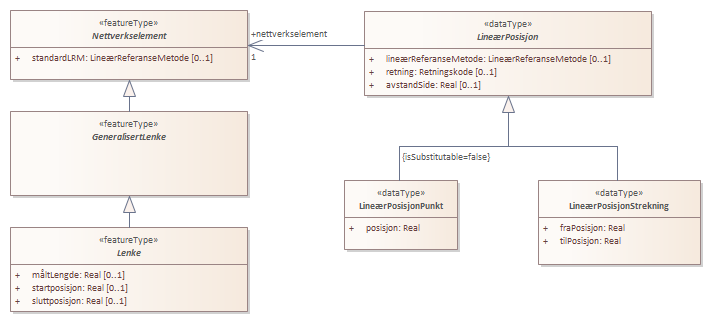 «featureType»
Nettverkselement
+ standardLRM: LineærReferanseMetode [0..1]
+nettverkselement
1
«dataType»
LineærPosisjon
+ lineærReferanseMetode: LineærReferanseMetode [0..1]
+ retning: Retningskode [0..1]
+ avstandSide: Real [0..1]
«featureType»
GeneralisertLenke
{isSubstitutable=false}
«dataType»
LineærPosisjonPunkt
+ posisjon: Real
«dataType»
LineærPosisjonStrekning
+ fraPosisjon: Real
+ tilPosisjon: Real
«featureType»
Lenke
+ måltLengde: Real [0..1]
+ startposisjon: Real [0..1]
+ sluttposisjon: Real [0..1]